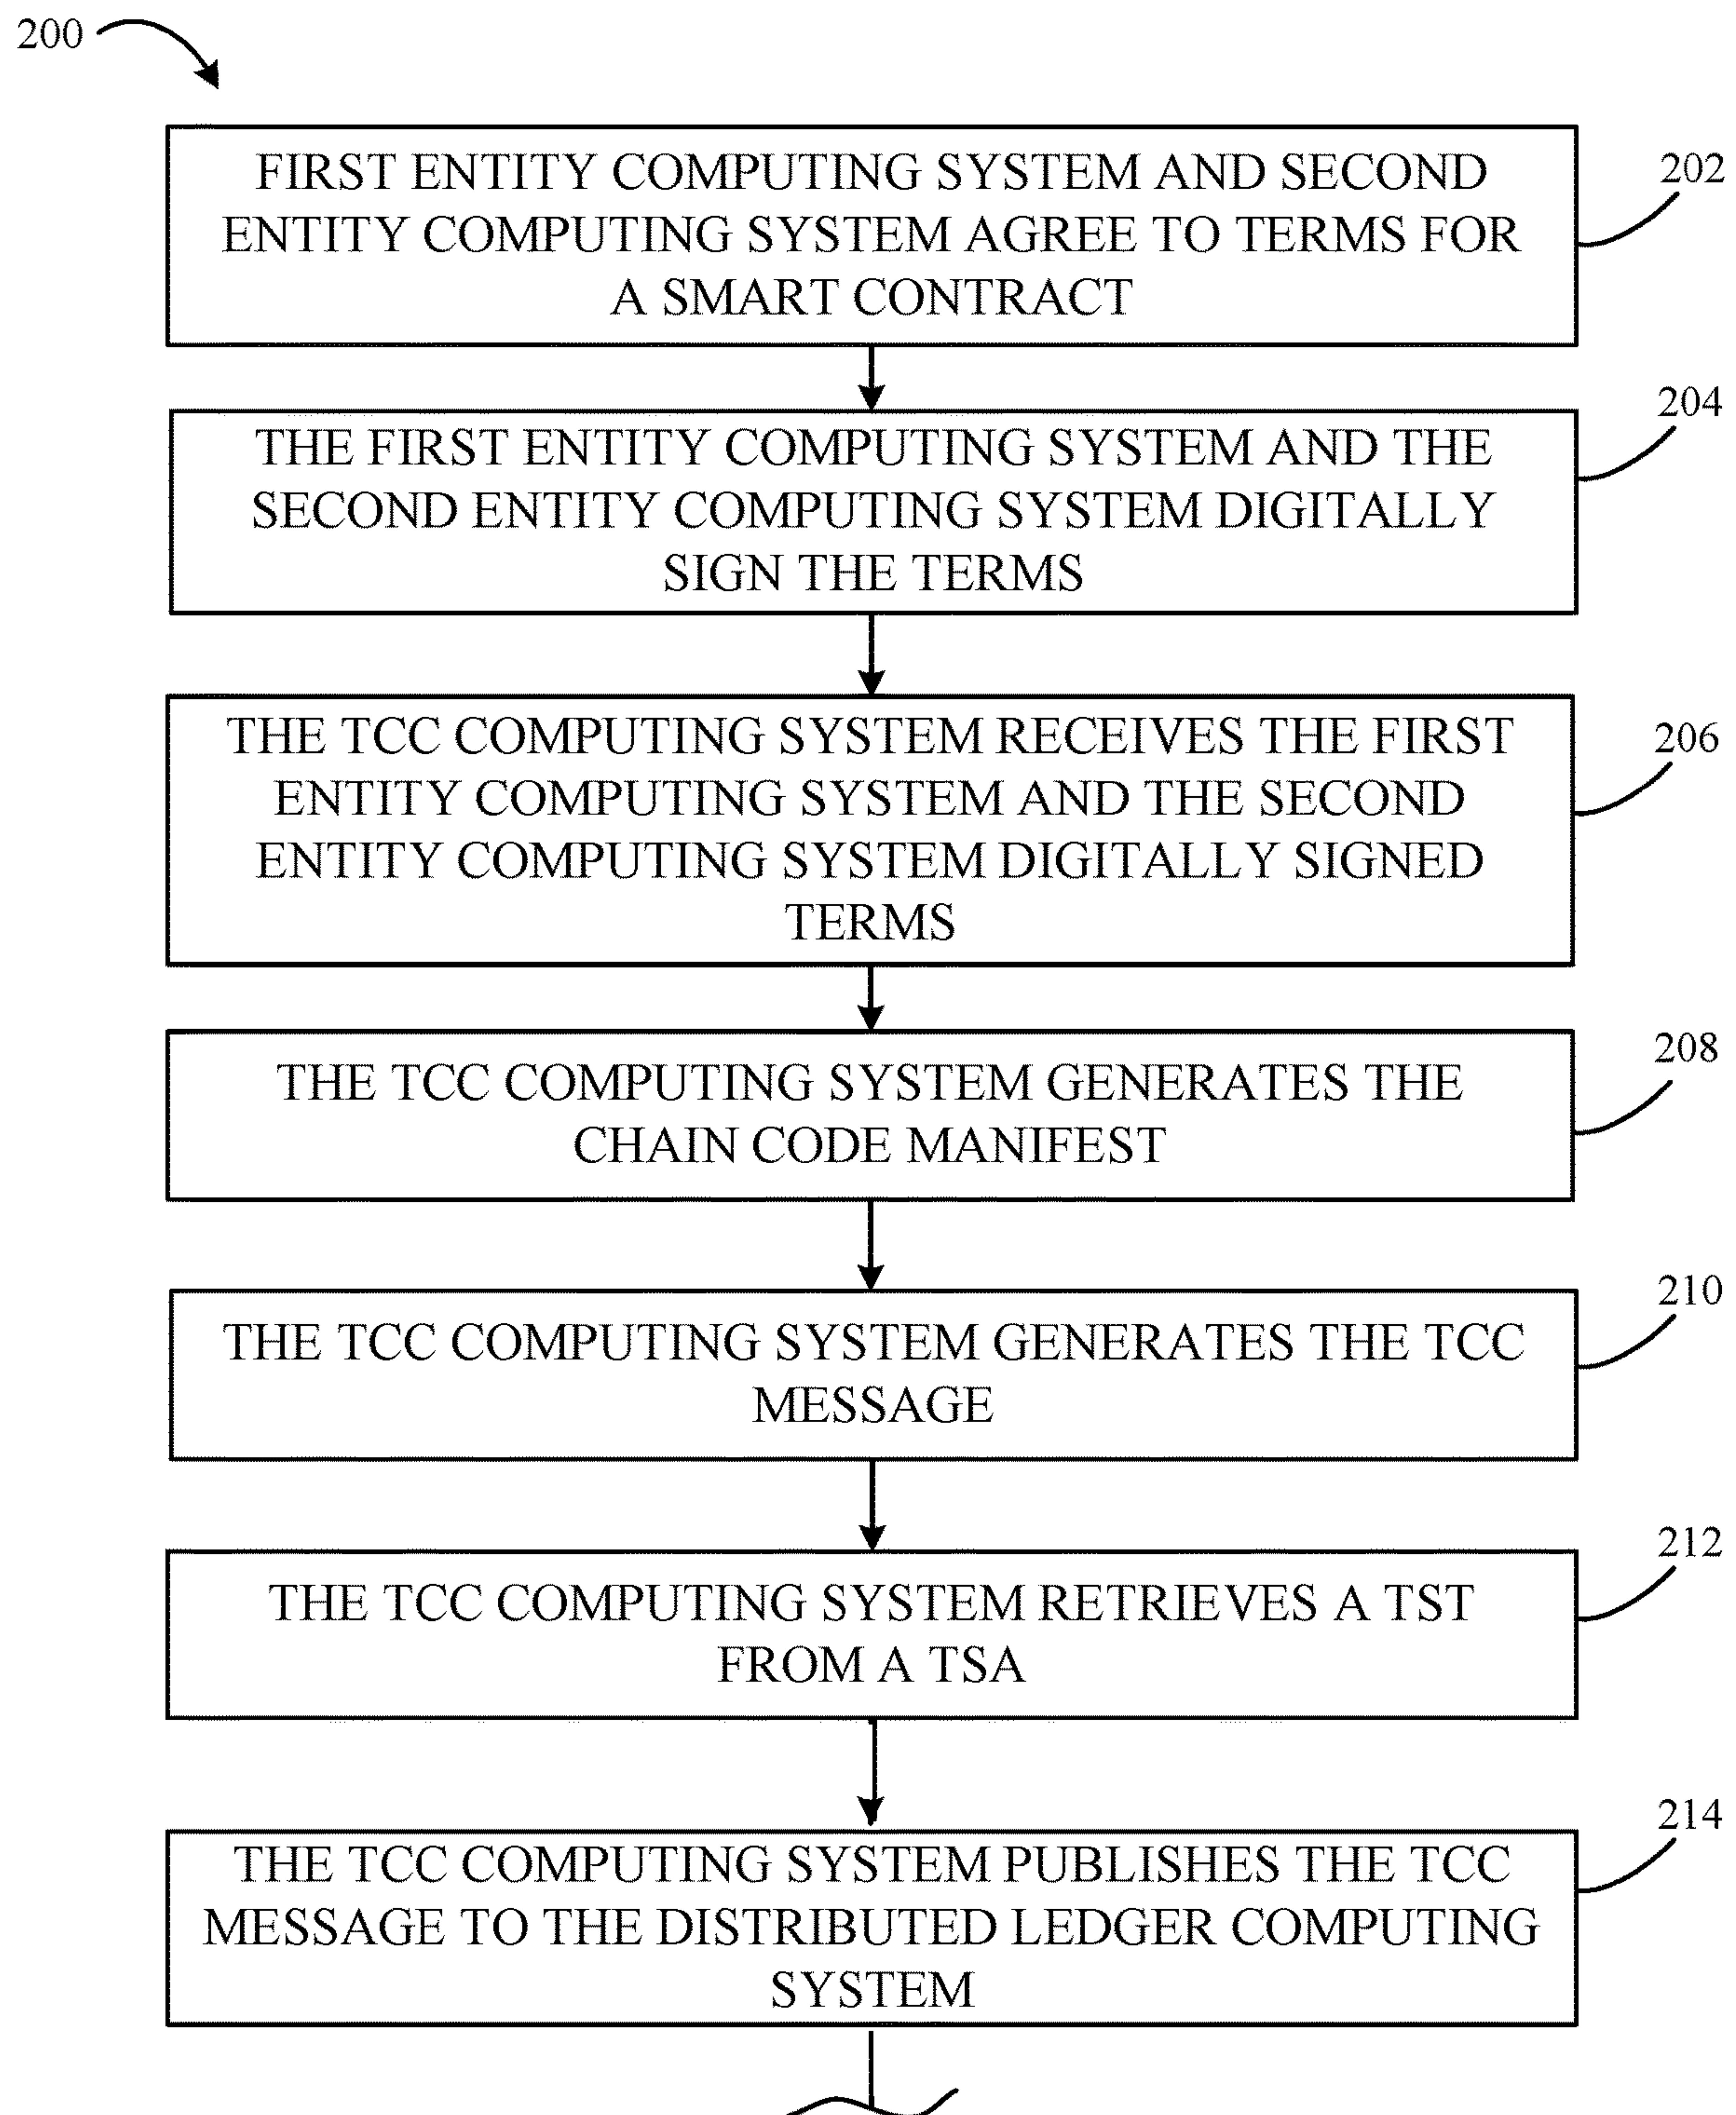 200
FIRST ENTITY COMPUTING SYSTEM AND SECOND
ENTITY COMPUTING SYSTEM AGREE TO TERMS FOR
A SMART CONTRACT
202
THE FIRST ENTITY COMPUTING SYSTEM AND THE
SECOND ENTITY COMPUTING SYSTEM DIGITALLY
SIGN THE TERMS
204
THE TCC COMPUTING SYSTEM RECEIVES THE FIRST
ENTITY COMPUTING SYSTEM AND THE SECOND
ENTITY COMPUTING SYSTEM DIGITALLY SIGNED
TERMS
206
THE TCC COMPUTING SYSTEM GENERATES THE
CHAIN CODE MANIFEST
208
THE TCC COMPUTING SYSTEM GENERATES THE TCC
MESSAGE
210
THE TCC COMPUTING SYSTEM RETRIEVES A TST
FROM A TSA
212
THE TCC COMPUTING SYSTEM PUBLISHES THE TCC
MESSAGE TO THE DISTRIBUTED LEDGER COMPUTING
SYSTEM
214